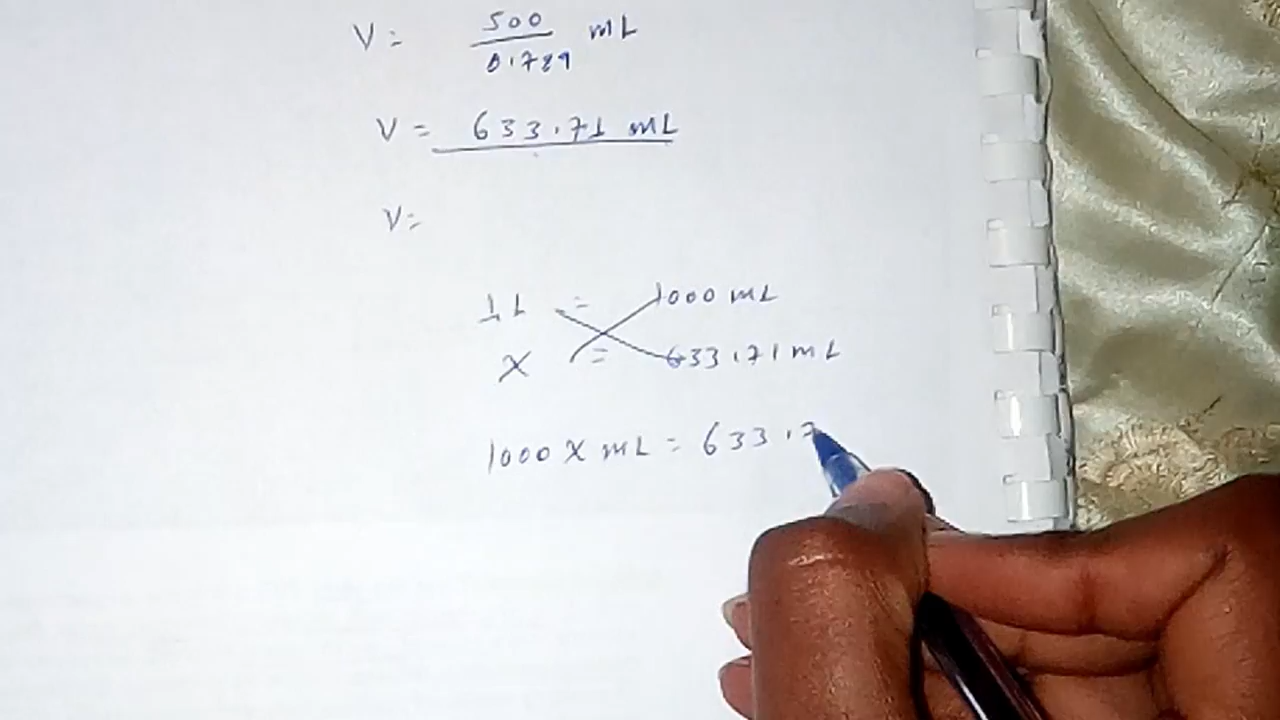 V = 500/0.789 mL
V = 633.71 mL
V=
1L = 1000 mL
X = 633.71 mL
1000 X mL = 633.7